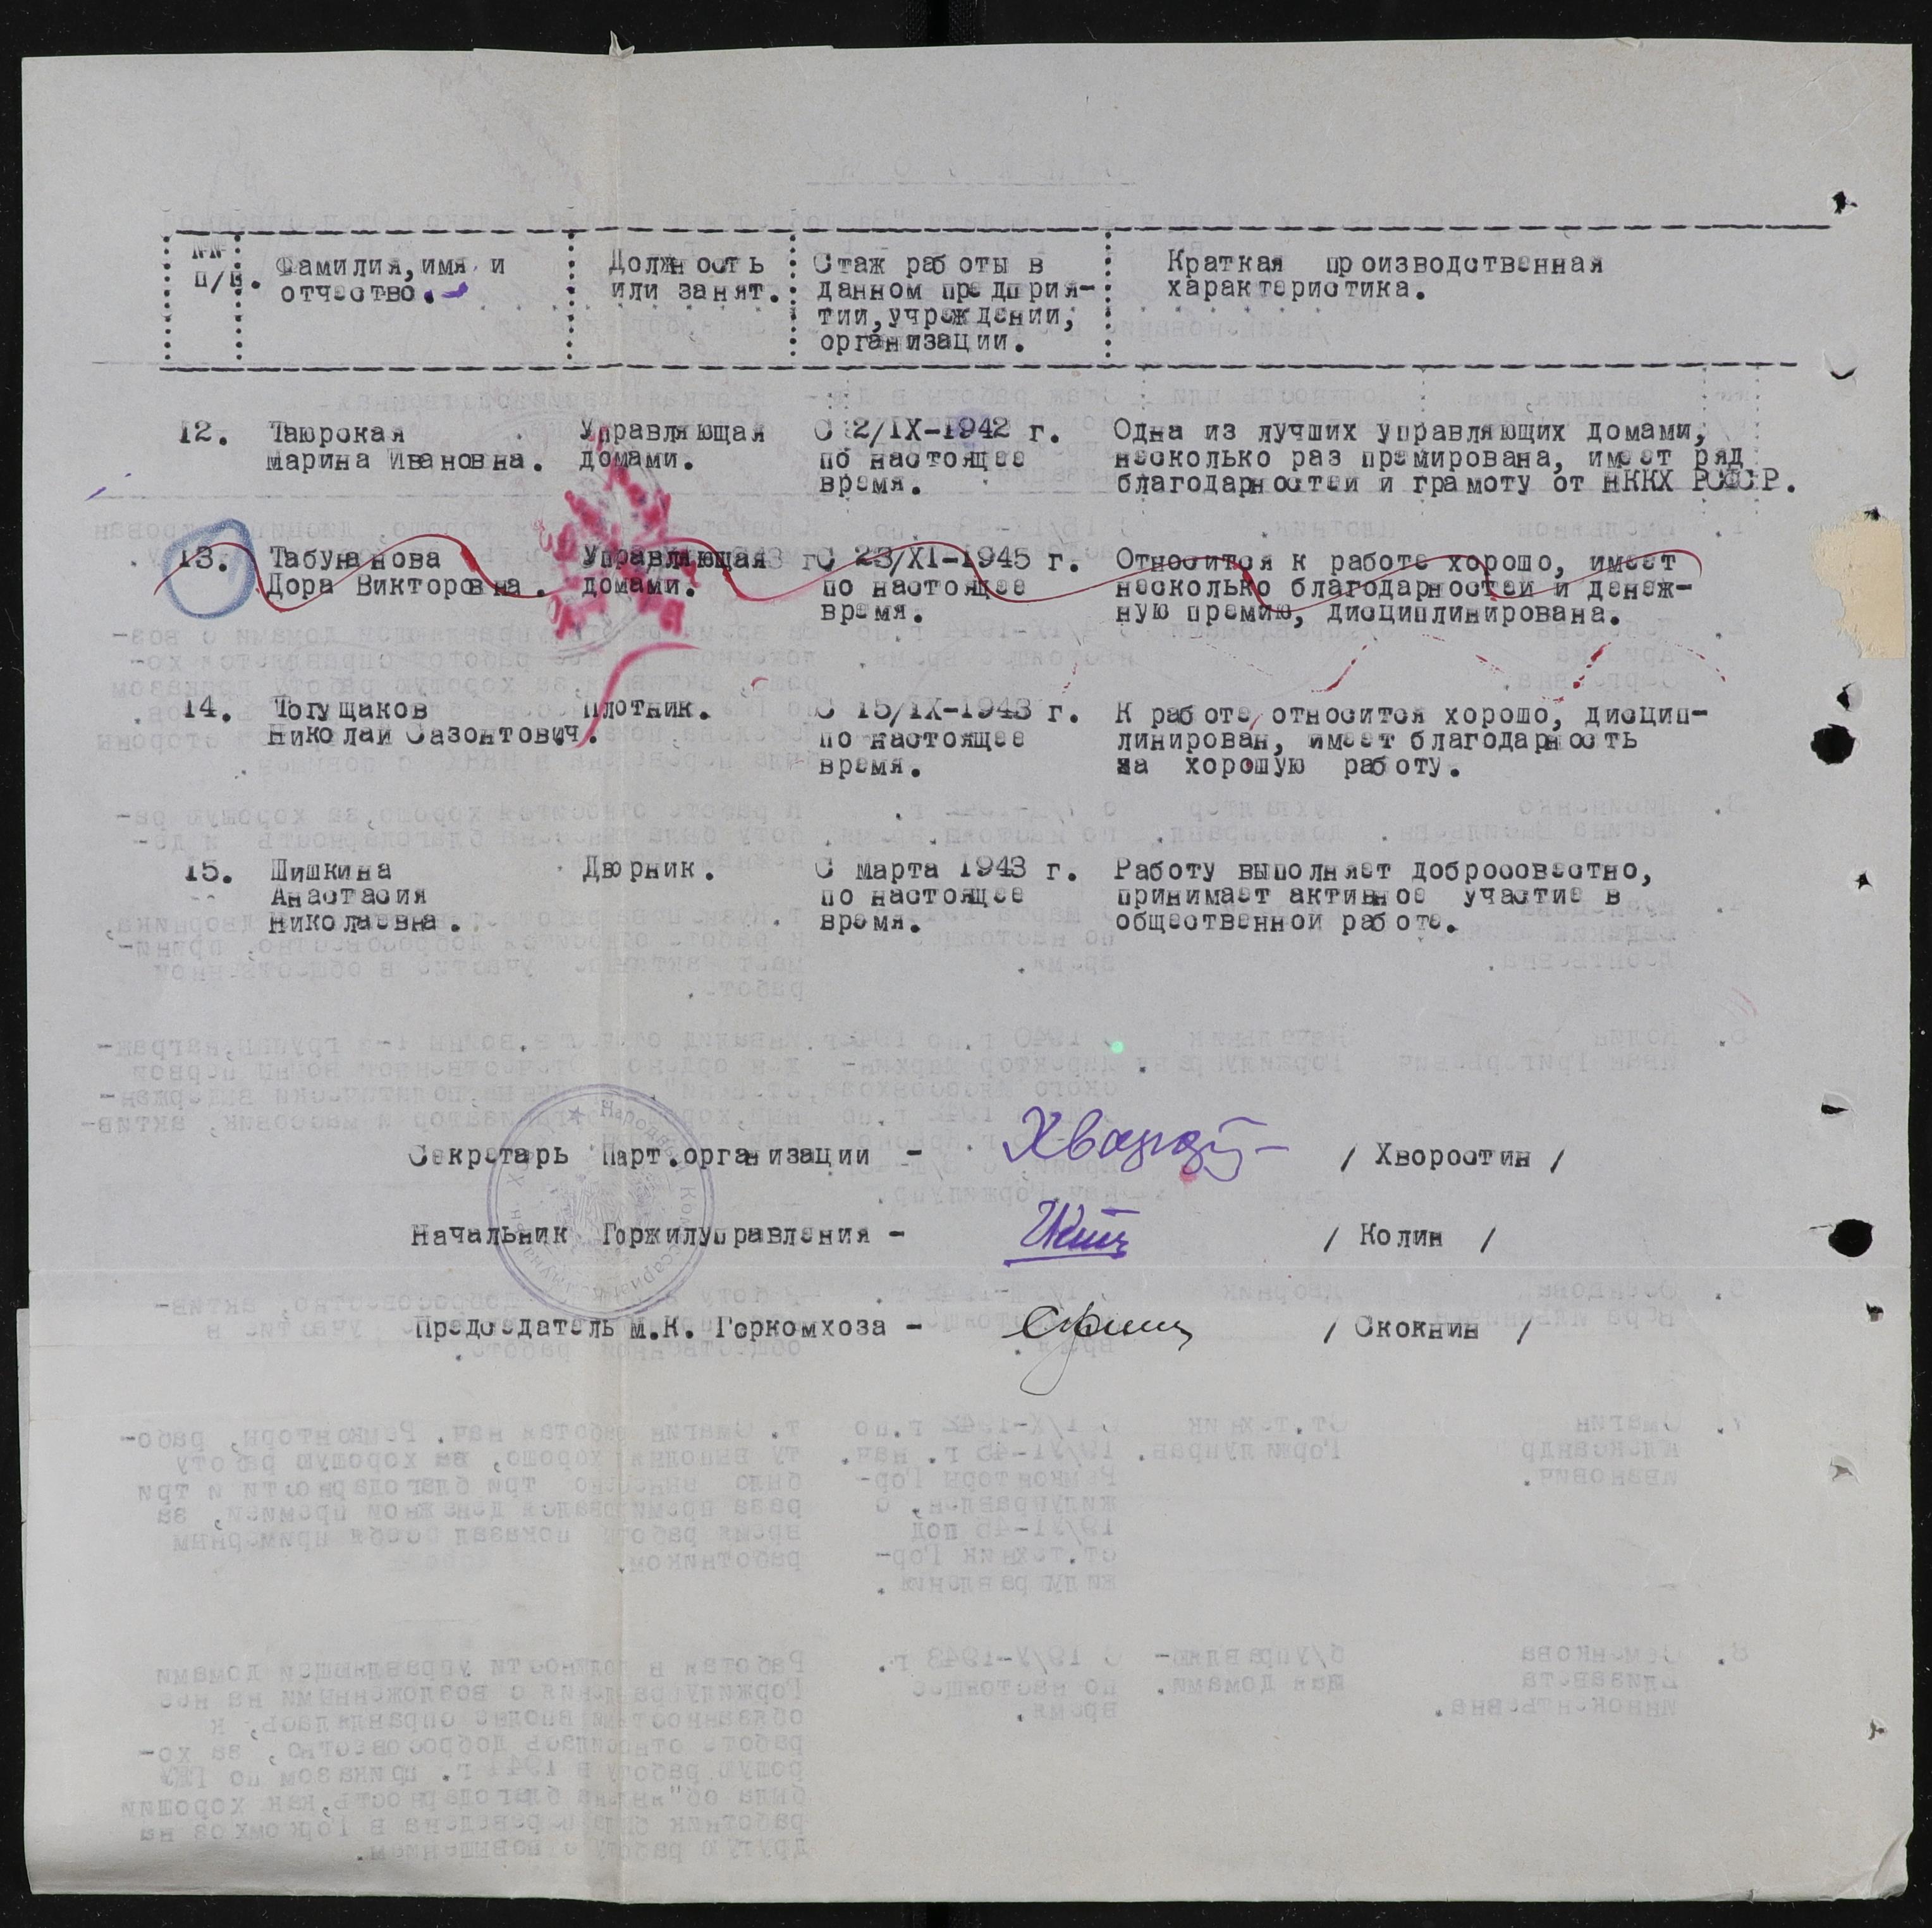 №№ п/п. Фамилия, имя и отчество. Должность или занят. Стаж работы в данном предприятии, учреждении, организации. Краткая производственная характеристика.
12. Таюрская Управляющая С 2/IX-1942 г. Одна из лучших управляющих домами,
Марина Ивановна. домами. по настоящее несколько раз премирована, имеет ряд
время. благодарностей и грамоту от НККХ РСФСР.
13. Табунанова Управляющая С 23/XI-1945 г. Относится к работе хорошо, имеет
Дора Викторовна. домами. по настоящее несколько благодарностей и денеж-
время. ную премию, дисциплинирована.
14. Тогущаков Плотник. С 15/IX-1943 г. К работе относится хорошо, дисцип-
Николай Сазонтович. по настоящее линирован, имеет благодарность
время. за хорошую работу.
15. Шишкина Дворник. С марта 1943 г. Работу выполняет добросовестно,
Анастасия по настоящее принимает активное участие в
Николаевна. время. общественной работе.
Секретарь Парт.организации - / Хворостин /
Начальник Горжилуправления - / Колин /
Председатель М.К. Горкомхоза - / Скокнин /